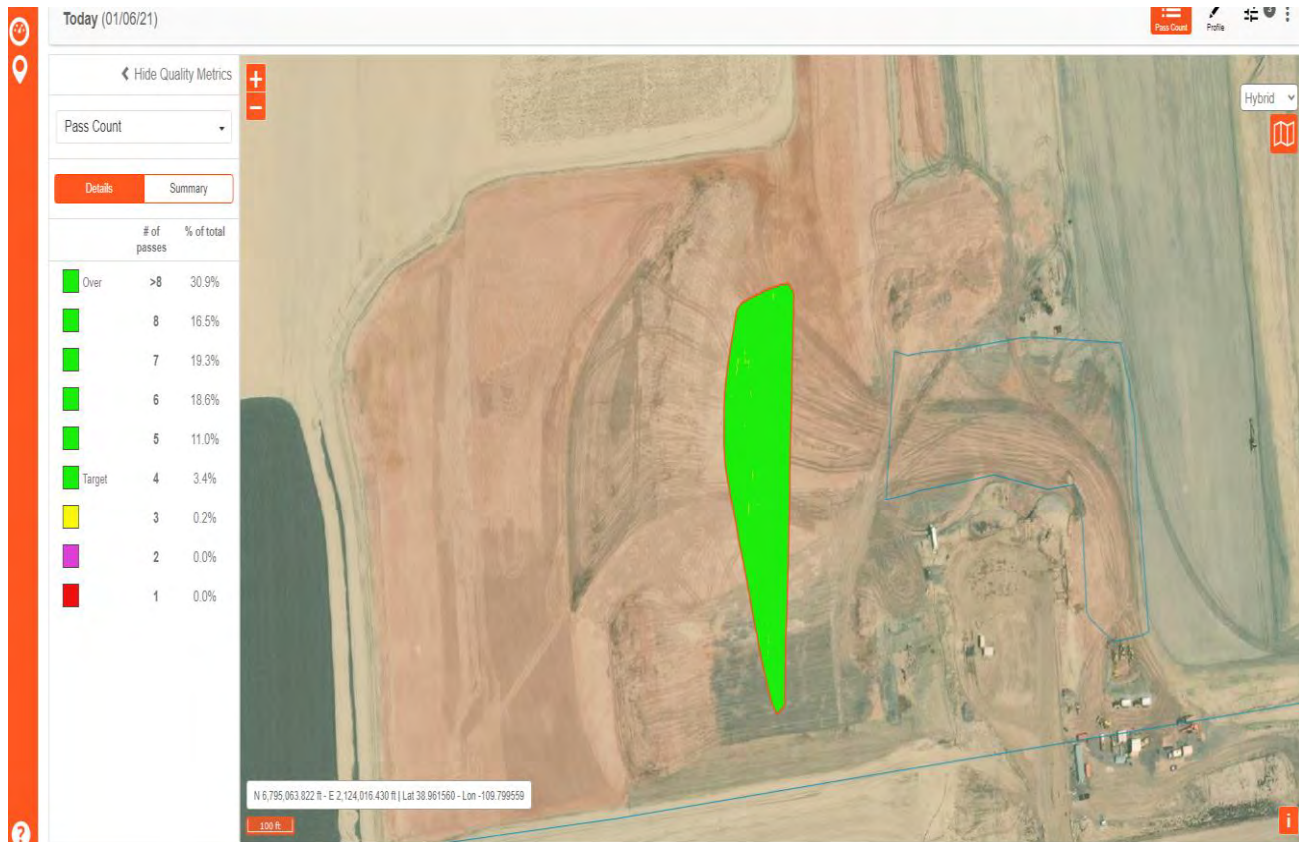 Today (01/06/21)
Pass Count
Profile
Hide Quality Metrics
Pass Count
Details
Summary
# of passes
% of total
Over >8 30.9%
8 16.5%
7 19.3%
6 18.6%
5 11.0%
Target 4 3.4%
3 0.2%
2 0.0%
1 0.0%
+
−
Hybrid
N 6,795,063.822 ft - E 2,124,016.430 ft | Lat 38.961560 - Lon -109.799559
100 ft
?
i